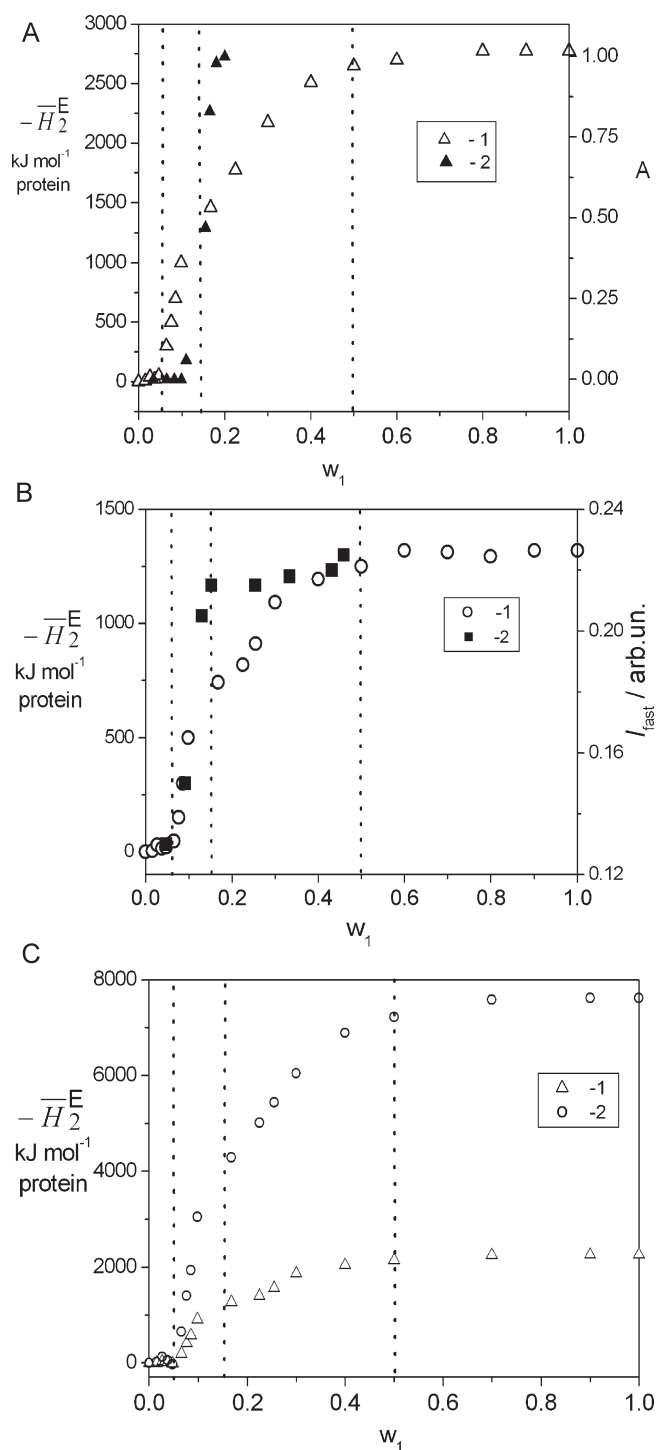 A
3000
2500
2000
1500
1000
500
0
− H̅₂ᴱ
kJ mol⁻¹
protein
△ - 1
▲ - 2
1.00
0.75
0.50
0.25
0.00
A
0.0 0.2 0.4 0.6 0.8 1.0
w₁
B
1500
1000
500
0
− H̅₂ᴱ
kJ mol⁻¹
protein
○ -1
■ -2
0.24
0.20
0.16
0.12
I_fast / arb.un.
0.0 0.2 0.4 0.6 0.8 1.0
w₁
C
8000
6000
4000
2000
0
− H̅₂ᴱ
kJ mol⁻¹
protein
△ -1
○ -2
0.0 0.2 0.4 0.6 0.8 1.0
w₁